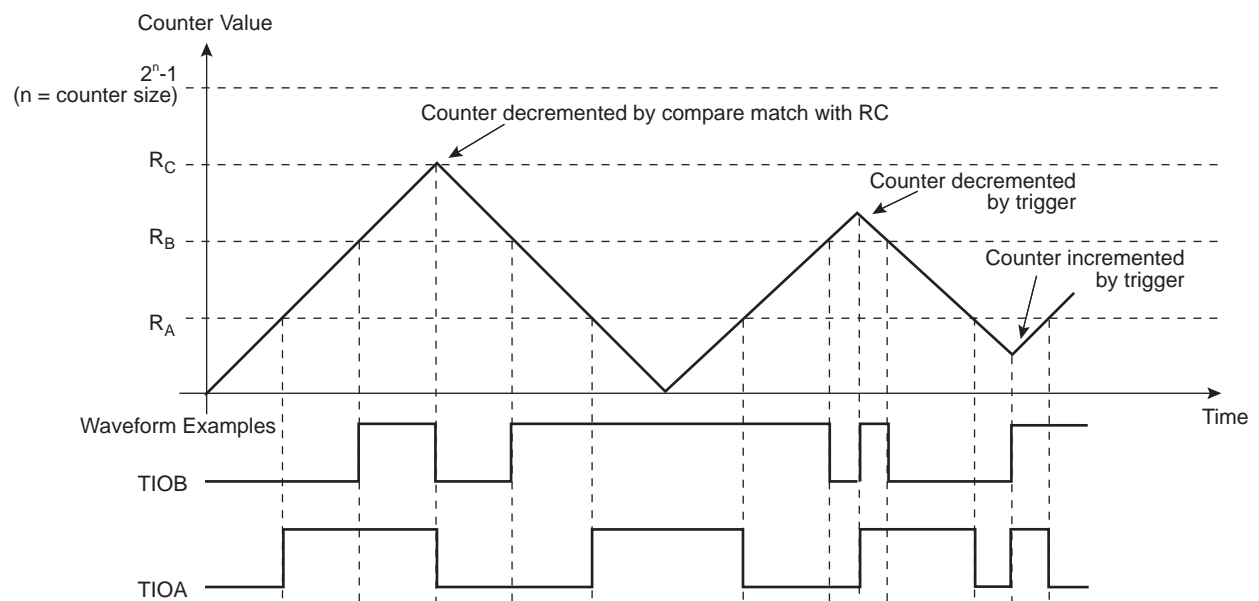 Counter Value
2ⁿ-1
(n = counter size)
Counter decremented by compare match with RC
R_C
Counter decremented
by trigger
R_B
Counter incremented
by trigger
R_A
Time
Waveform Examples
TIOB
TIOA